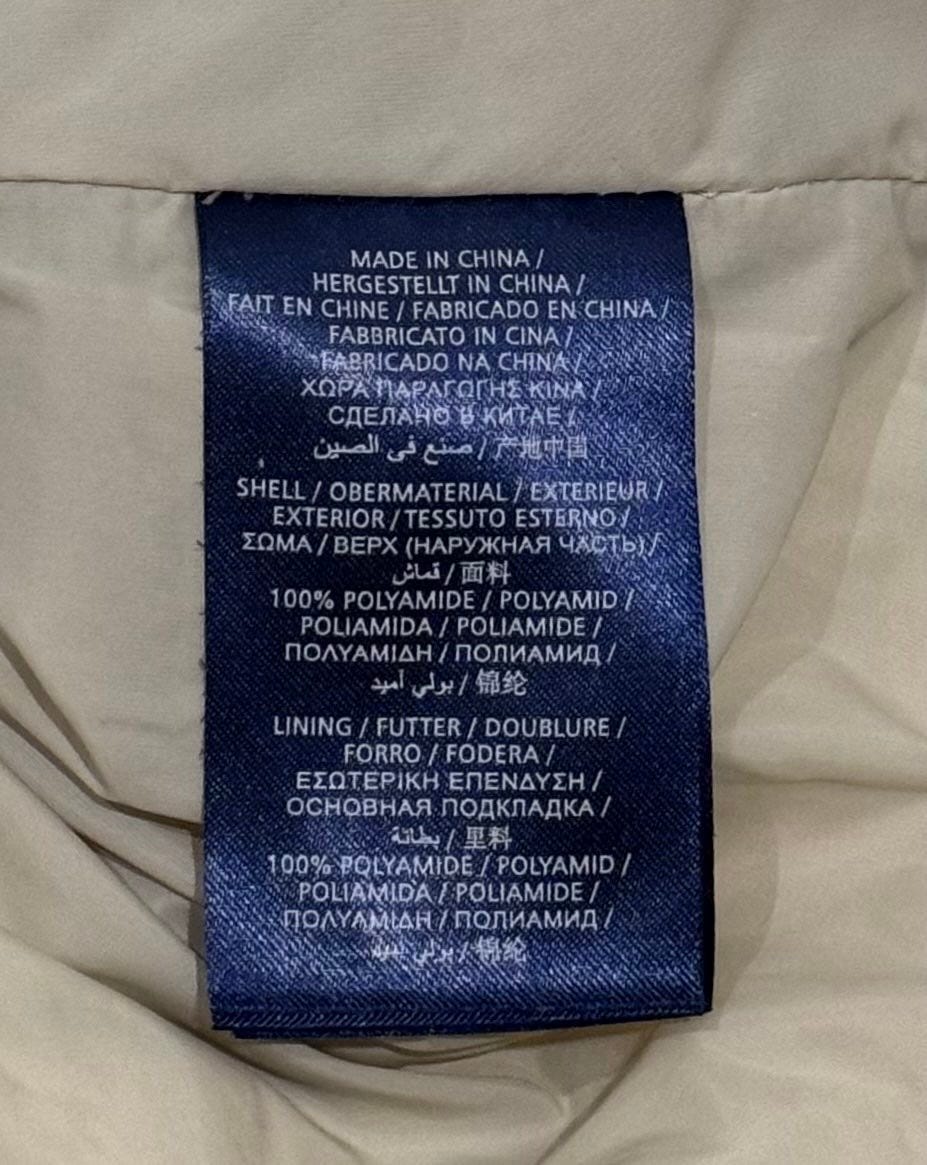 MADE IN CHINA /
HERGESTELLT IN CHINA /
FAIT EN CHINE / FABRICADO EN CHINA /
FABBRICATO IN CINA /
FABRICADO NA CHINA /
ΧΩΡΑ ΠΑΡΑΓΩΓΗΣ ΚΙΝΑ /
СДЕЛАНО В КИТАЕ /
صنع في الصين / 产地中国
SHELL / OBERMATERIAL / EXTERIEUR /
EXTERIOR / TESSUTO ESTERNO /
ΣΩΜΑ / ВЕРХ (НАРУЖНАЯ ЧАСТЬ) /
قماش / 面料
100% POLYAMIDE / POLYAMID /
POLIAMIDA / POLIAMIDE /
ΠΟΛΥΑΜΙΔΗ / ПОЛИАМИД /
بولي أميد / 锦纶
LINING / FUTTER / DOUBLURE /
FORRO / FODERA /
ΕΣΩΤΕΡΙΚΗ ΕΠΕΝΔΥΣΗ /
ОСНОВНАЯ ПОДКЛАДКА /
بطانة / 里料
100% POLYAMIDE / POLYAMID /
POLIAMIDA / POLIAMIDE /
ΠΟΛΥΑΜΙΔΗ / ПОЛИАМИД /
بولي أميد / 锦纶